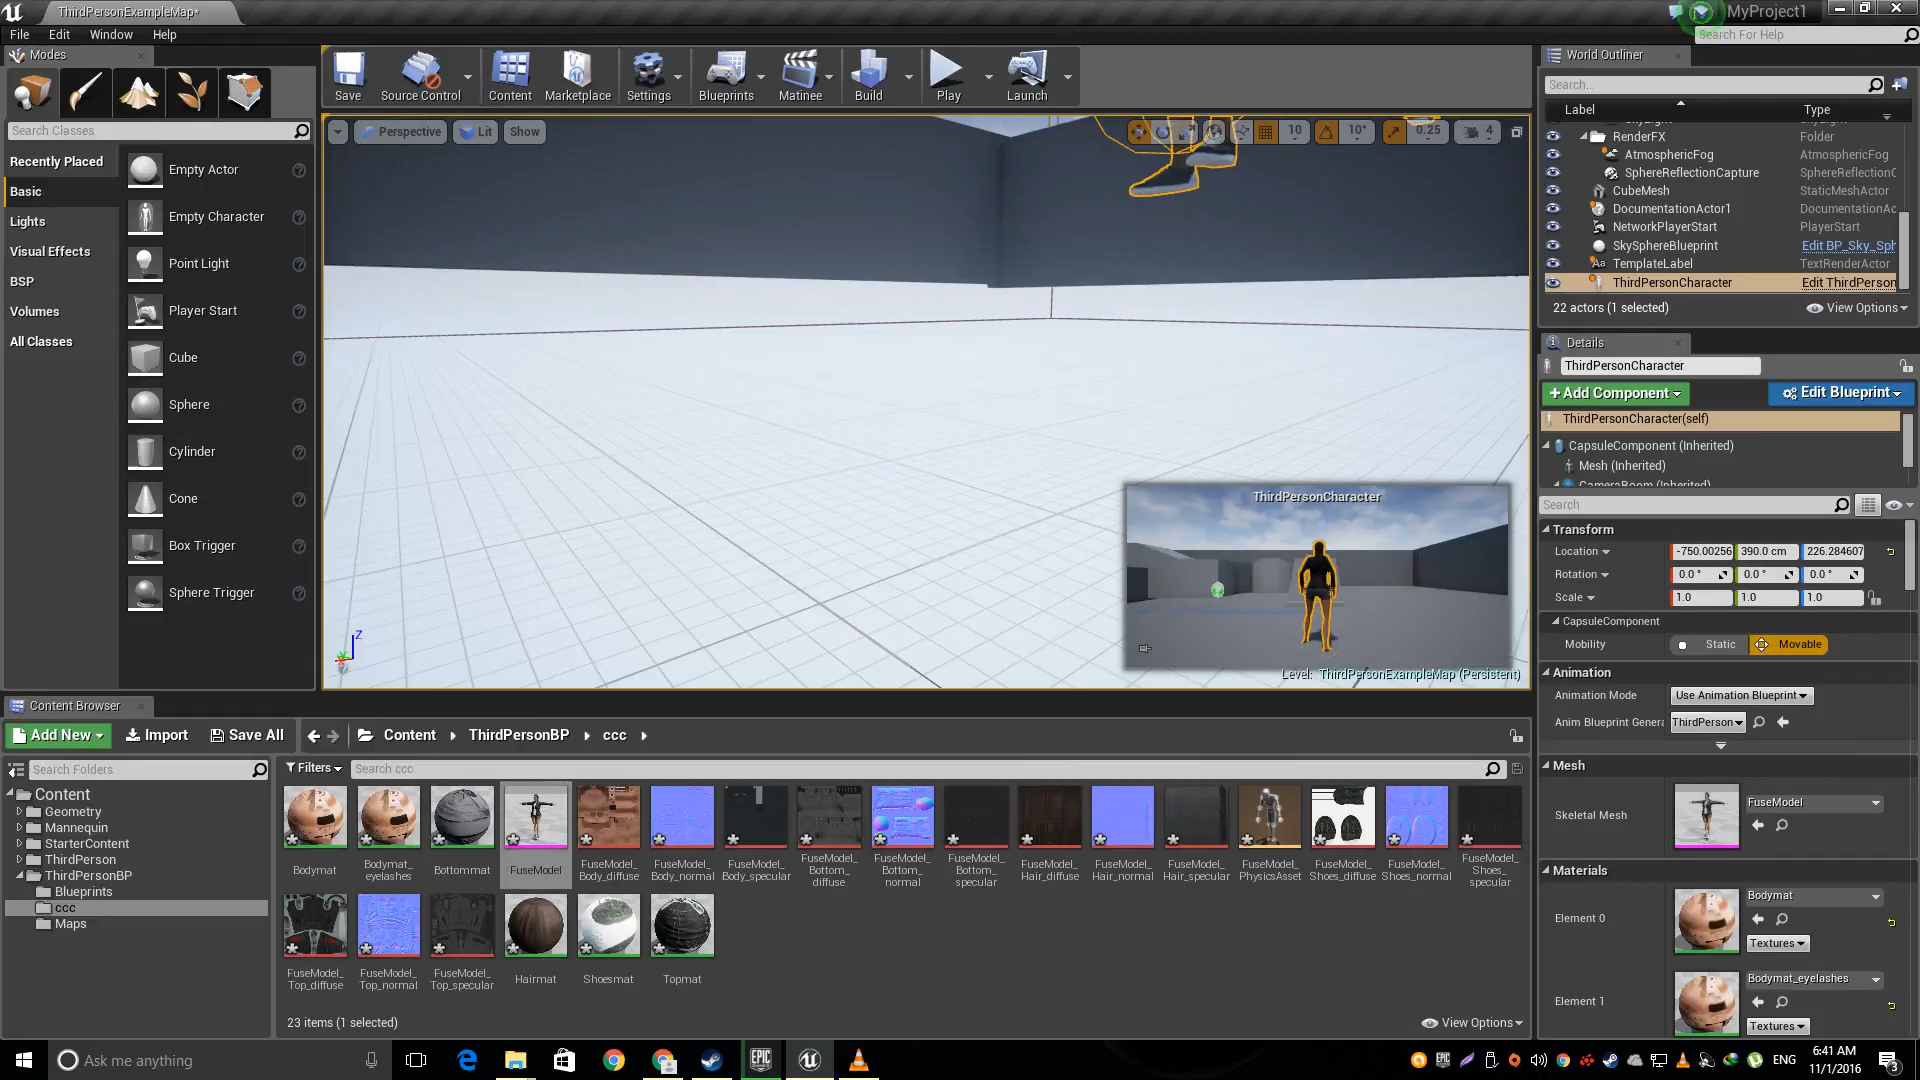 ThirdPersonExampleMap*
MyProject1
File Edit Window Help
Search For Help
Modes
Search Classes
Recently Placed
Basic
Lights
Visual Effects
BSP
Volumes
All Classes
Empty Actor
Empty Character
Point Light
Player Start
Cube
Sphere
Cylinder
Cone
Box Trigger
Sphere Trigger
Save
Source Control
Content
Marketplace
Settings
Blueprints
Matinee
Build
Play
Launch
Perspective Lit Show
10 10° 0.25 4
ThirdPersonCharacter
Level: ThirdPersonExampleMap (Persistent)
Z
World Outliner
Search...
Label Type
RenderFX Folder
AtmosphericFog AtmosphericFog
SphereReflectionCapture SphereReflectionC
CubeMesh StaticMeshActor
DocumentationActor1 DocumentationAc
NetworkPlayerStart PlayerStart
SkySphereBlueprint Edit BP_Sky_Sph
TemplateLabel TextRenderActor
ThirdPersonCharacter Edit ThirdPerson
22 actors (1 selected) View Options
Details
ThirdPersonCharacter
+Add Component Edit Blueprint
ThirdPersonCharacter(self)
CapsuleComponent (Inherited)
Mesh (Inherited)
CameraBoom (Inherited)
Search
Transform
Location -750.00256 390.0 cm 226.284607
Rotation 0.0 ° 0.0 ° 0.0 °
Scale 1.0 1.0 1.0
CapsuleComponent
Mobility Static Movable
Animation
Animation Mode Use Animation Blueprint
Anim Blueprint Genera ThirdPerson
Mesh
Skeletal Mesh FuseModel
Materials
Element 0 Bodymat
Textures
Element 1 Bodymat_eyelashes
Textures
Content Browser
Add New Import Save All Content ThirdPersonBP ccc
Search Folders
Content
Geometry
Mannequin
StarterContent
ThirdPerson
ThirdPersonBP
Blueprints
ccc
Maps
Filters Search ccc
Bodymat
Bodymat_
eyelashes
Bottommat
FuseModel
FuseModel_
Body_diffuse
FuseModel_
Body_normal
FuseModel_
Body_specular
FuseModel_
Bottom_
diffuse
FuseModel_
Bottom_
normal
FuseModel_
Bottom_
specular
FuseModel_
Hair_diffuse
FuseModel_
Hair_normal
FuseModel_
Hair_specular
FuseModel_
PhysicsAsset
FuseModel_
Shoes_diffuse
FuseModel_
Shoes_normal
FuseModel_
Shoes_
specular
FuseModel_
Top_diffuse
FuseModel_
Top_normal
FuseModel_
Top_specular
Hairmat
Shoesmat
Topmat
23 items (1 selected) View Options
Ask me anything
EPIC
ENG
6:41 AM
11/1/2016
3